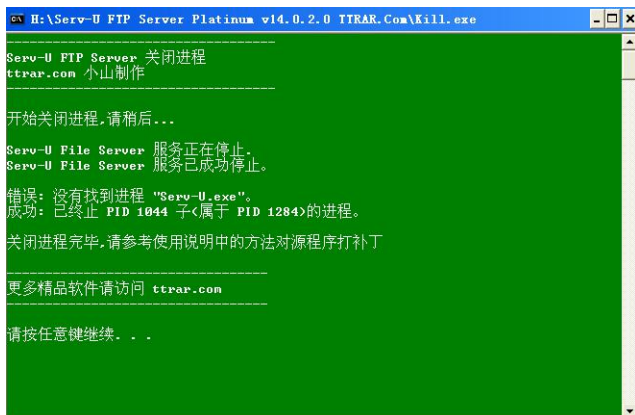 H:\Serv-U FTP Server Platinum v14.0.2.0 TTRAR.Com\Kill.exe
-----------------------------------
Serv-U FTP Server 关闭进程
ttrar.com 小山制作
-----------------------------------
开始关闭进程,请稍后...
Serv-U File Server 服务正在停止.
Serv-U File Server 服务已成功停止。
错误: 没有找到进程 "Serv-U.exe"。
成功: 已终止 PID 1044 子(属于 PID 1284)的进程。
关闭进程完毕,请参考使用说明中的方法对源程序打补丁
----------------------------------
更多精品软件请访问 ttrar.com
----------------------------------
请按任意键继续. . .